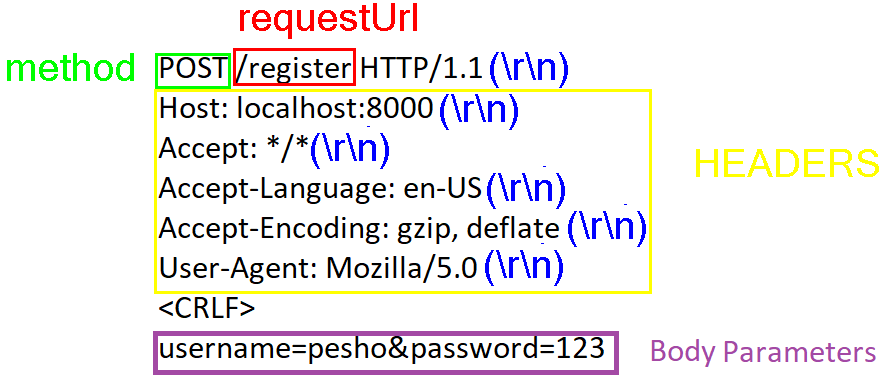 requestUrl
method POST /register HTTP/1.1 (\r\n)
Host: localhost:8000 (\r\n)
Accept: */* (\r\n)
HEADERS
Accept-Language: en-US (\r\n)
Accept-Encoding: gzip, deflate (\r\n)
User-Agent: Mozilla/5.0 (\r\n)
<CRLF>
username=pesho&password=123 Body Parameters